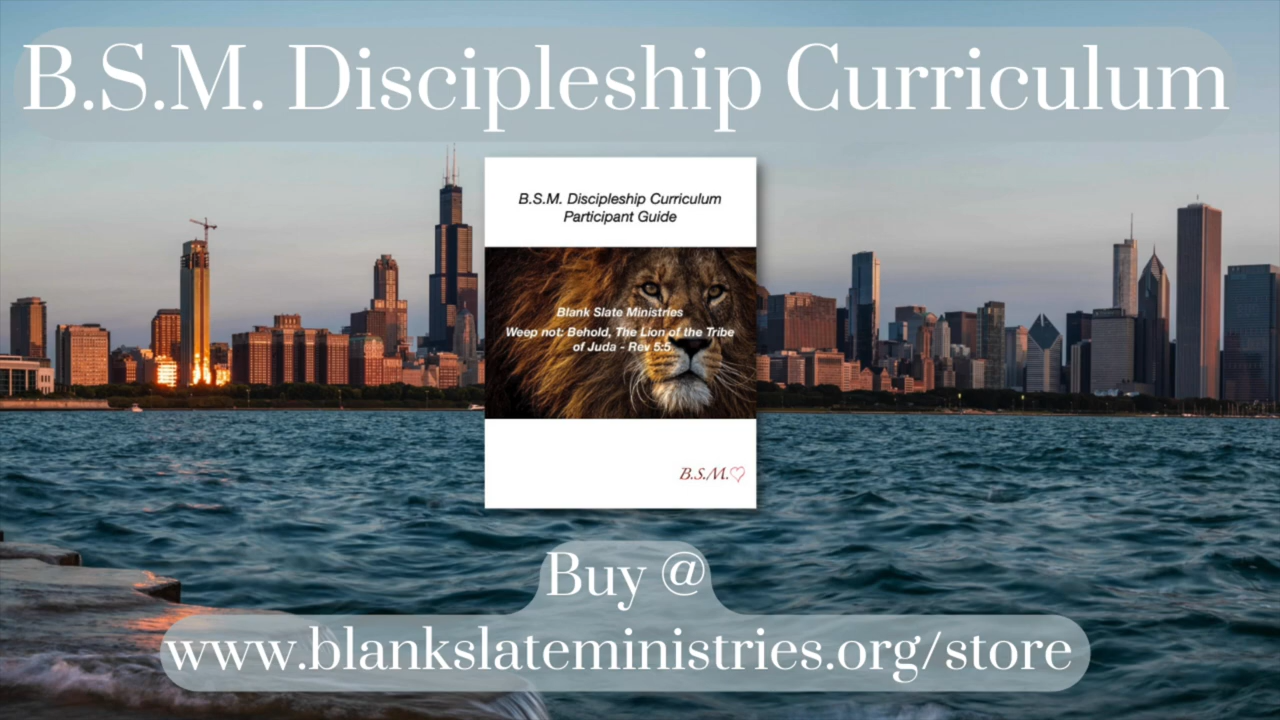 B.S.M. Discipleship Curriculum
B.S.M. Discipleship Curriculum
Participant Guide
Blank Slate Ministries
Weep not: Behold, The Lion of the Tribe
of Juda - Rev 5:5
B.S.M.
Buy @
www.blankslateministries.org/store